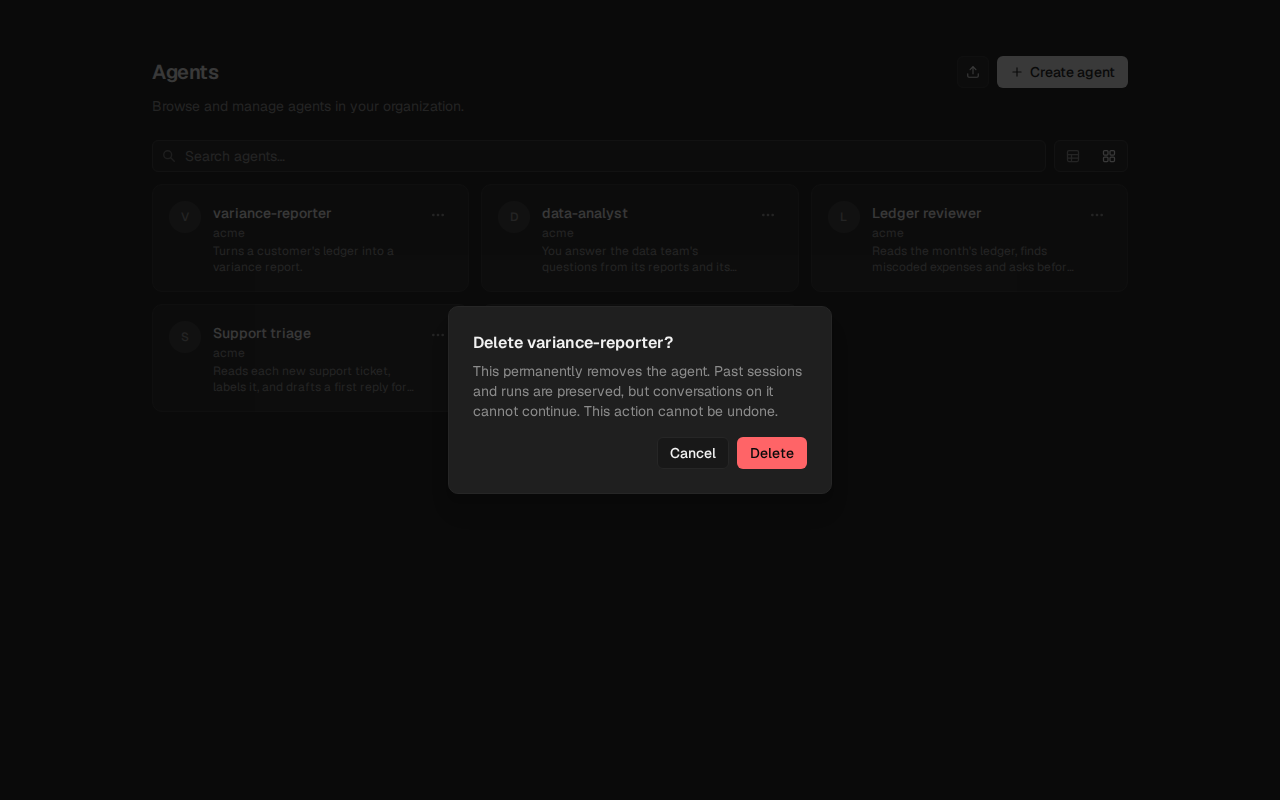 Agents
Create agent
Browse and manage agents in your organization.
Search agents...
V
variance-reporter
acme
Turns a customer's ledger into a
variance report.
D
data-analyst
acme
You answer the data team's
questions from its reports and its...
L
Ledger reviewer
acme
Reads the month's ledger, finds
miscoded expenses and asks befor...
S
Support triage
acme
Reads each new support ticket,
labels it, and drafts a first reply for...
Delete variance-reporter?
This permanently removes the agent. Past sessions
and runs are preserved, but conversations on it
cannot continue. This action cannot be undone.
Cancel
Delete